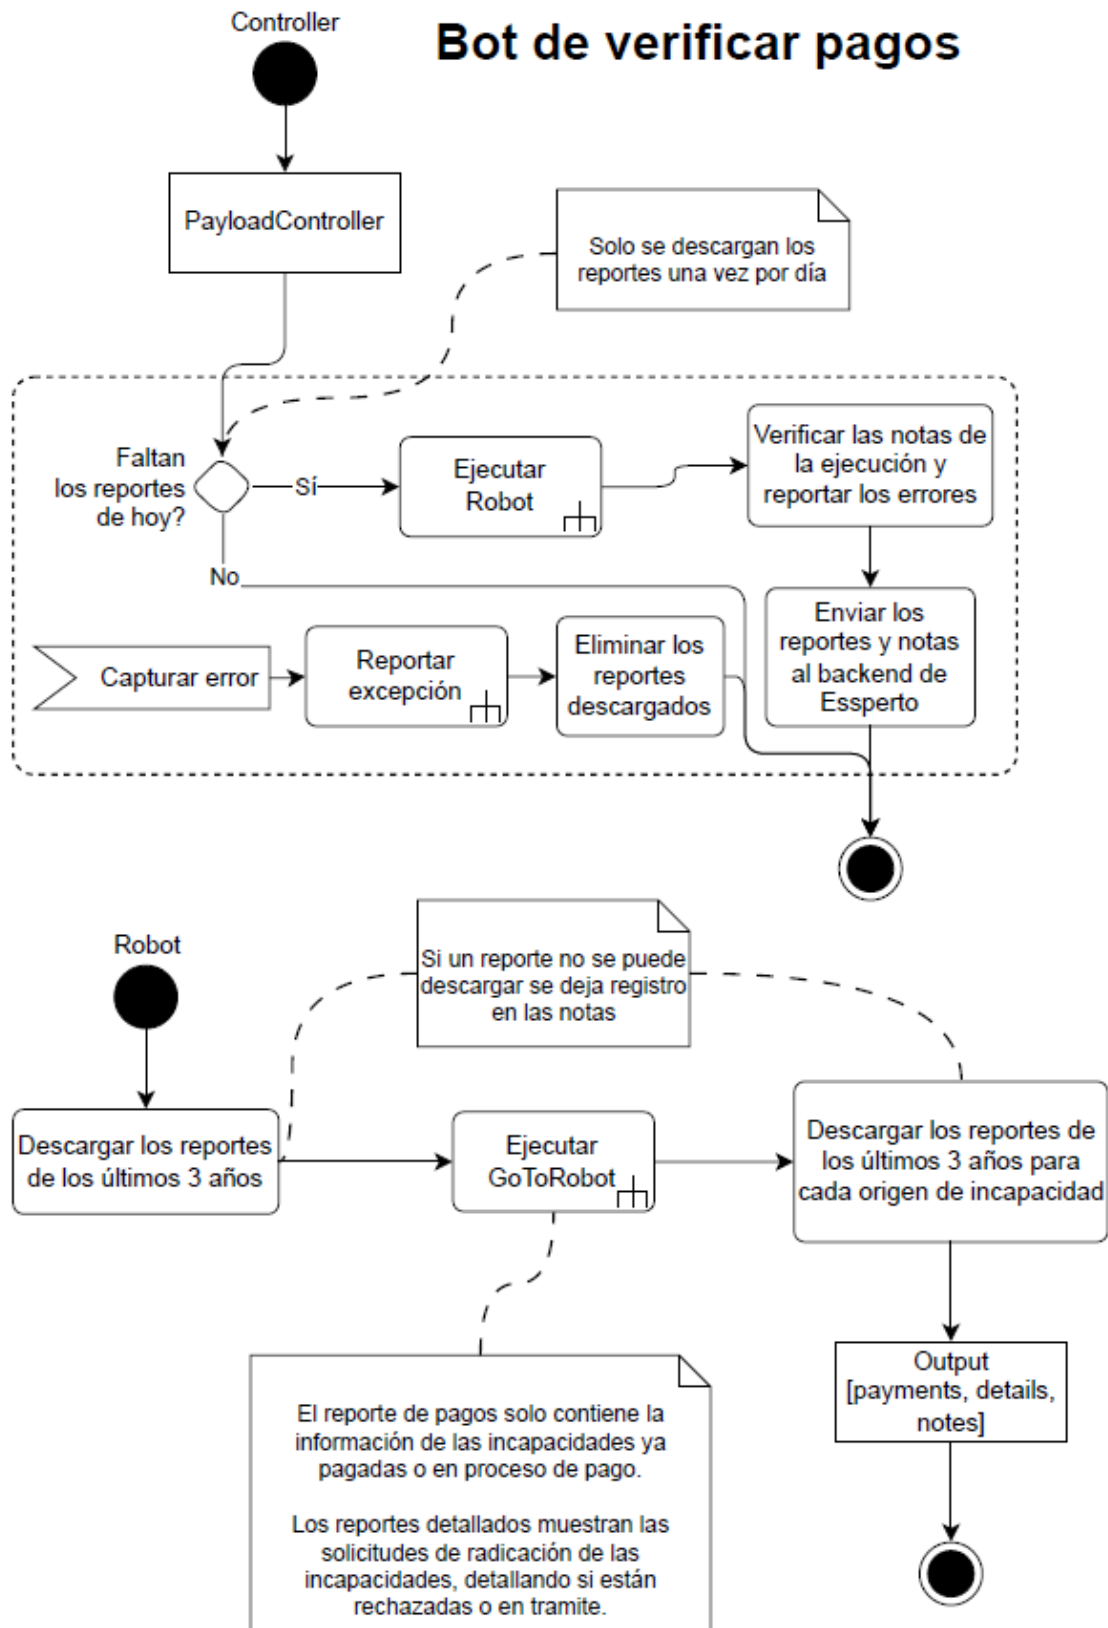 Controller
Bot de verificar pagos
PayloadController
Solo se descargan los
reportes una vez por día
Faltan
los reportes
de hoy?
Sí
Ejecutar
Robot
Verificar las notas de
la ejecución y
reportar los errores
No
Capturar error
Reportar
excepción
Eliminar los
reportes
descargados
Enviar los
reportes y notas
al backend de
Essperto
Robot
Si un reporte no se puede
descargar se deja registro
en las notas
Descargar los reportes
de los últimos 3 años
Ejecutar
GoToRobot
Descargar los reportes de
los últimos 3 años para
cada origen de incapacidad
Output
[payments, details,
notes]
El reporte de pagos solo contiene la
información de las incapacidades ya
pagadas o en proceso de pago.
Los reportes detallados muestran las
solicitudes de radicación de las
incapacidades, detallando si están
rechazadas o en tramite.